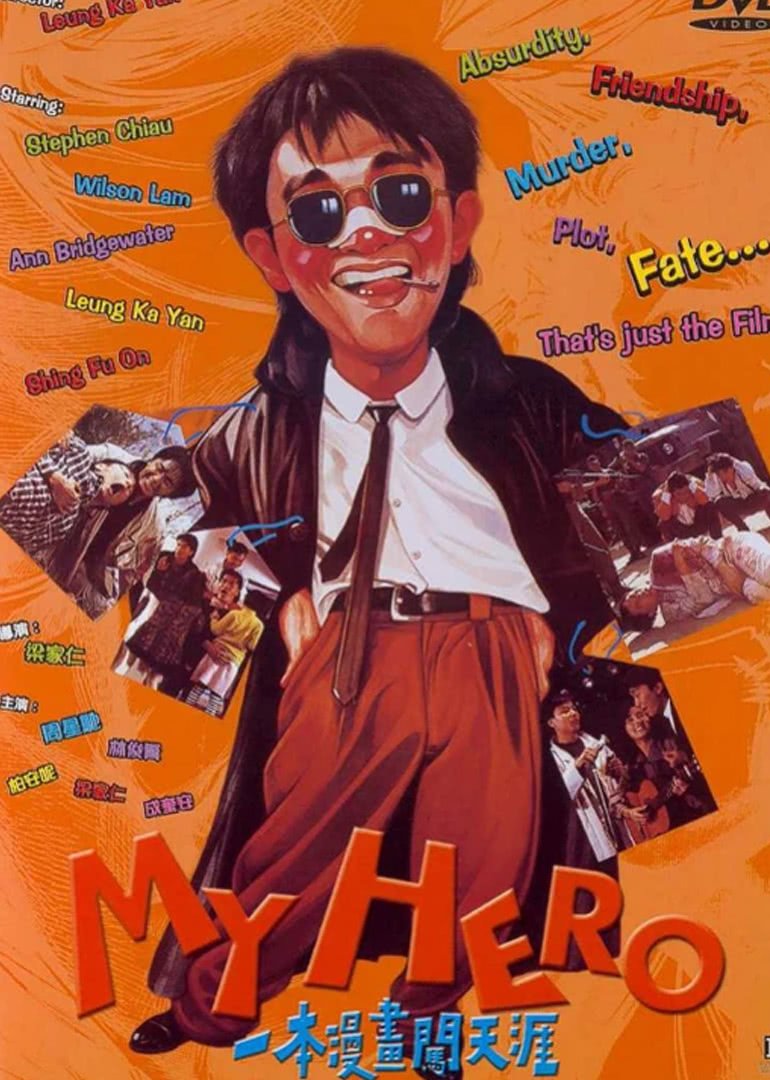 Leung Ka Yan
Starring:
Stephen Chiau
Wilson Lam
Ann Bridgewater
Leung Ka Yan
Shing Fu On
VIDEO
Absurdity,
Friendship,
Murder,
Plot,
Fate...
That's just the Film
導演：
梁家仁
主演：
周星馳
林俊賢
柏安妮
梁家仁
成奎安
MY HERO
一本漫畫闖天涯